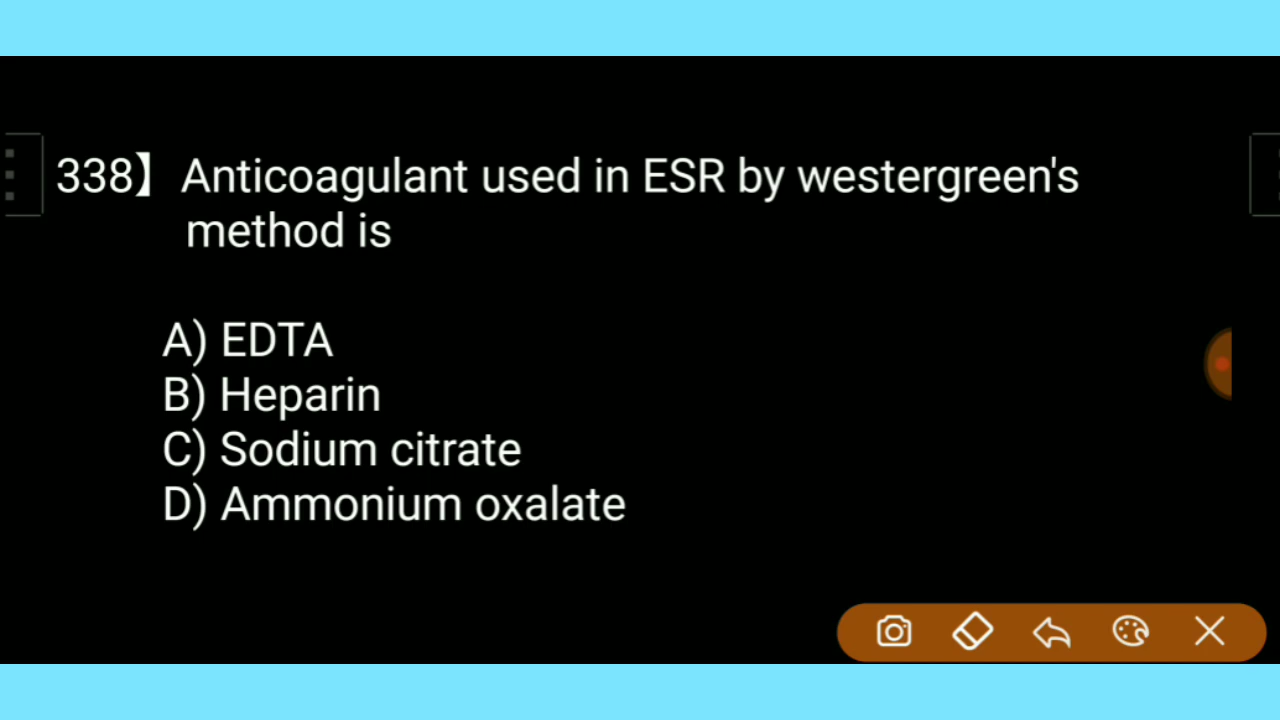 338】 Anticoagulant used in ESR by westergreen's
method is
A) EDTA
B) Heparin
C) Sodium citrate
D) Ammonium oxalate